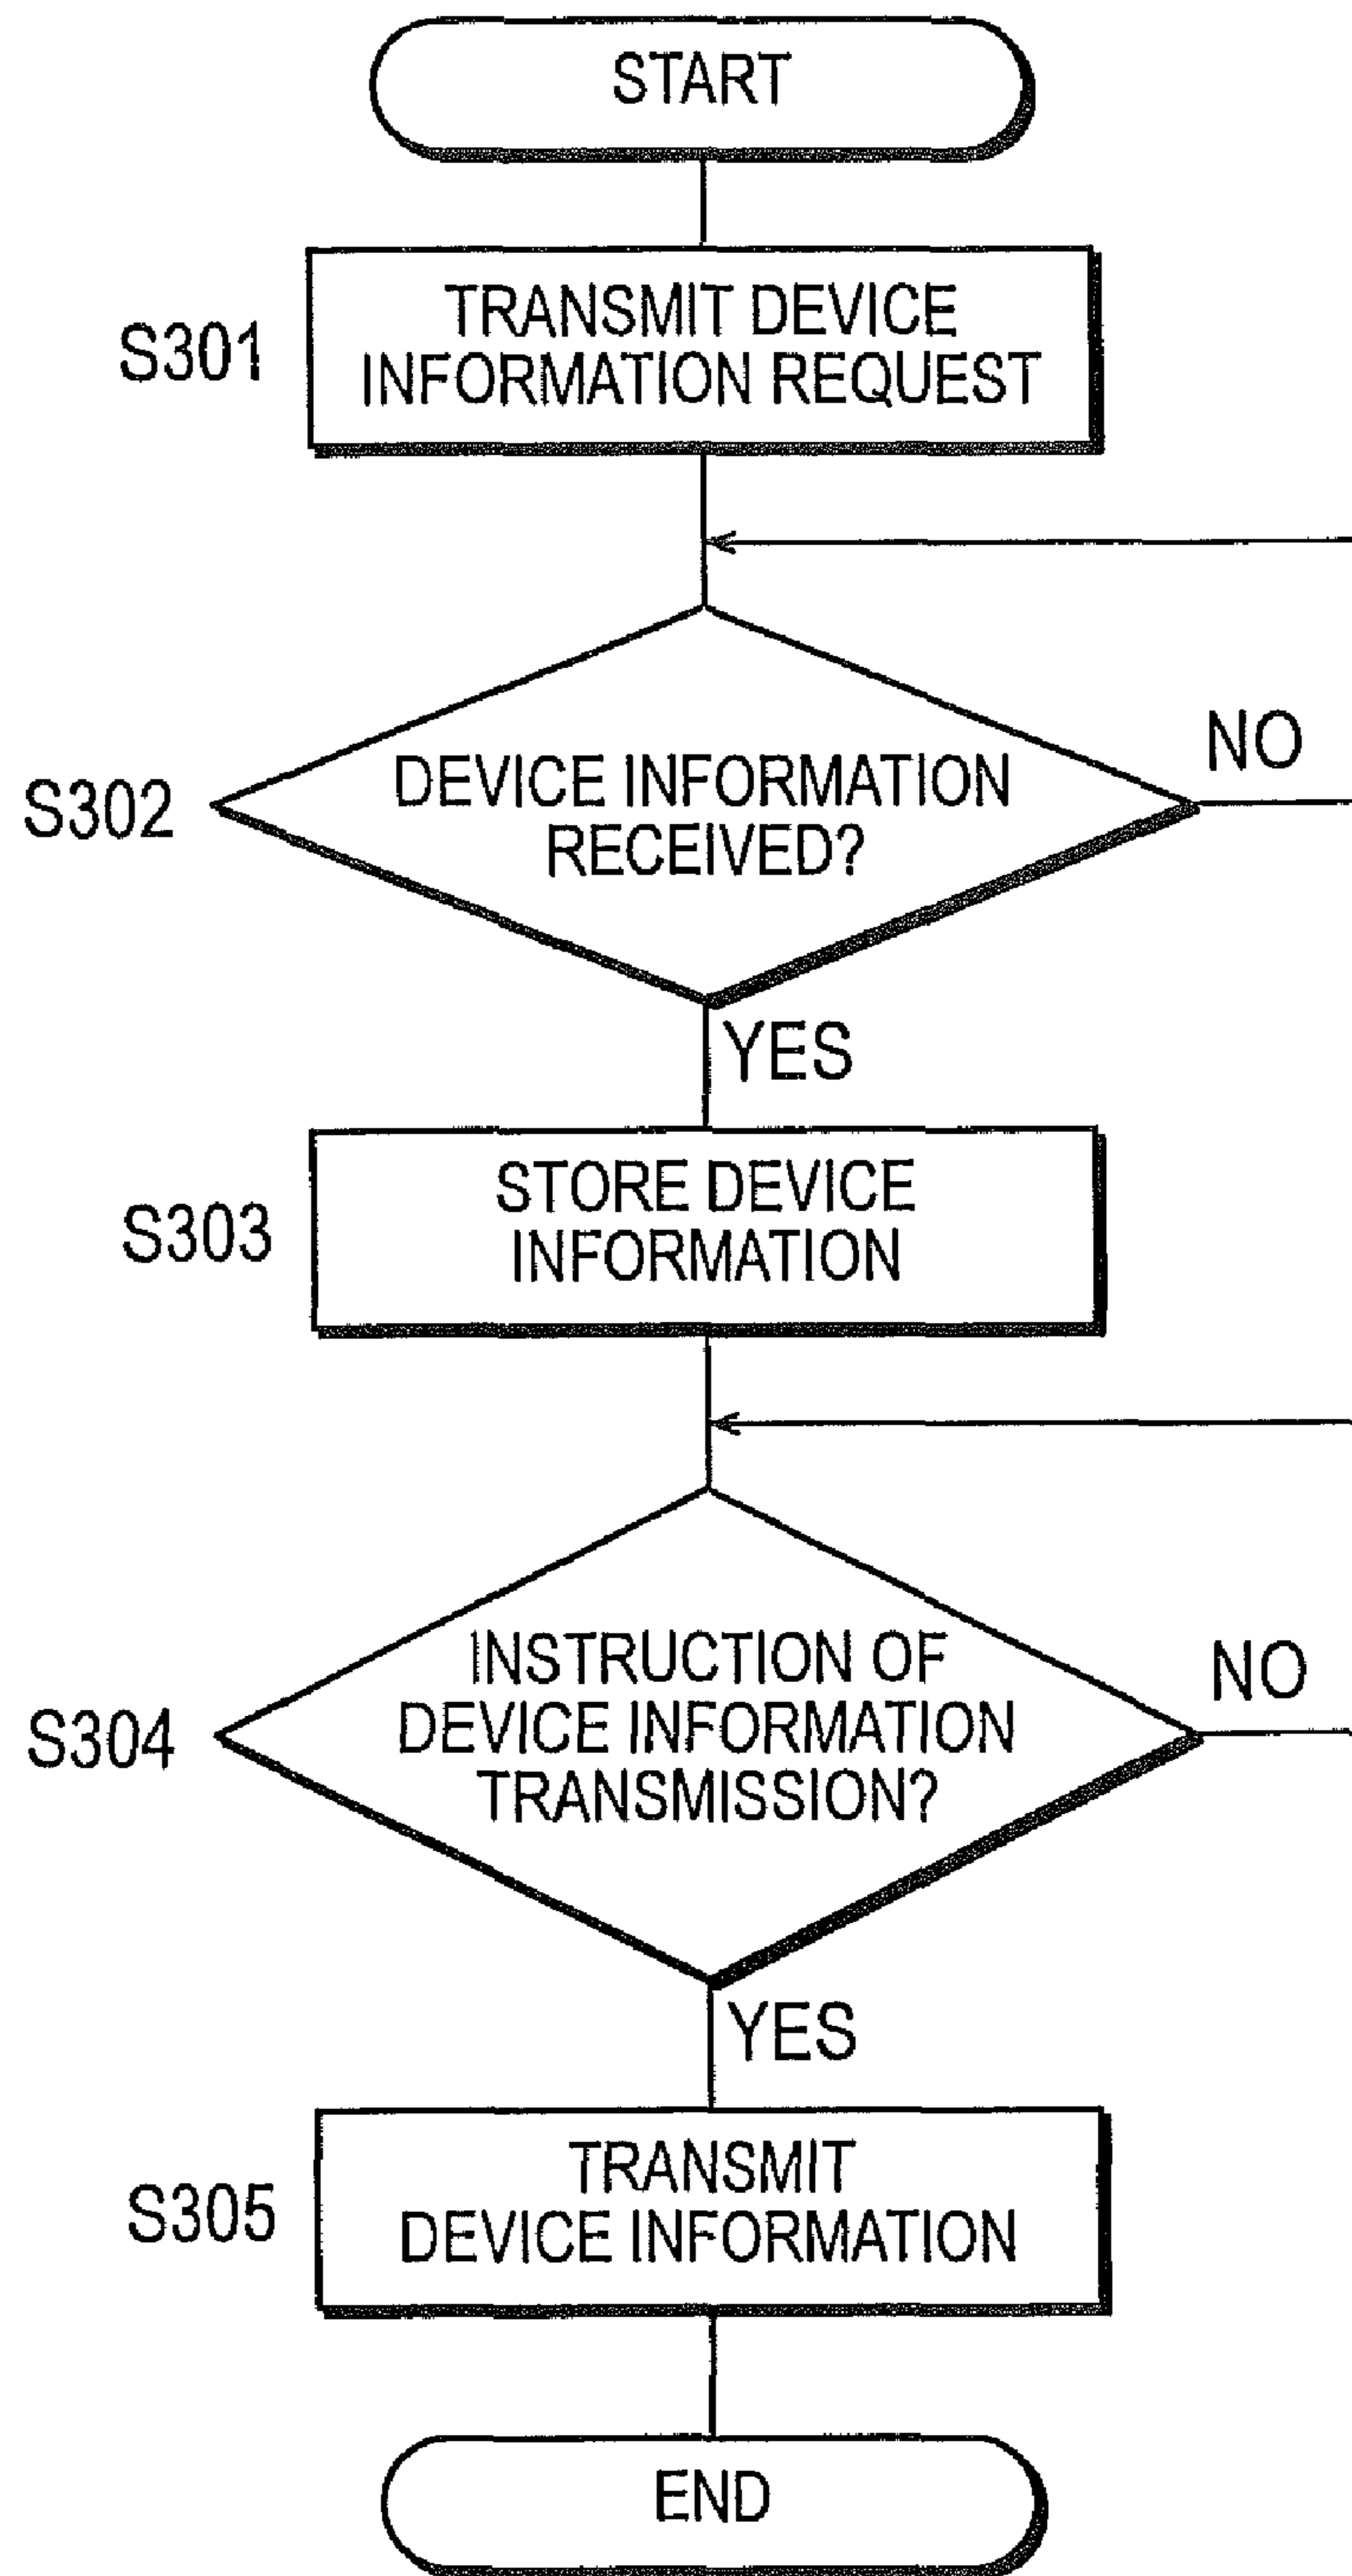 START
S301
TRANSMIT DEVICE
INFORMATION REQUEST
S302
DEVICE INFORMATION
RECEIVED?
NO
YES
S303
STORE DEVICE
INFORMATION
S304
INSTRUCTION OF
DEVICE INFORMATION
TRANSMISSION?
NO
YES
S305
TRANSMIT
DEVICE INFORMATION
END